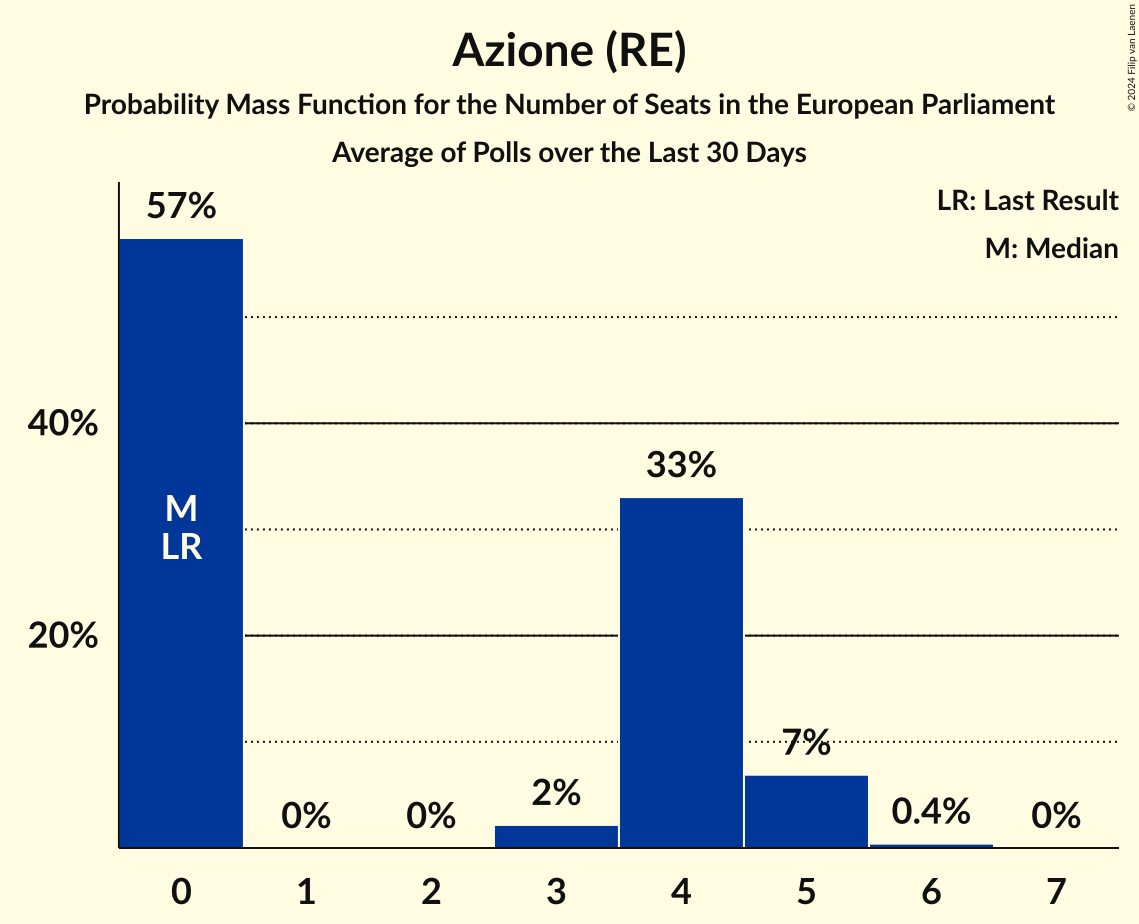 Azione (RE)
Probability Mass Function for the Number of Seats in the European Parliament
Average of Polls over the Last 30 Days
© 2024 Filip van Laenen
LR: Last Result
M: Median
57%
40%
33%
M
LR
20%
7%
2%
0%
0%
0.4%
0%
0 1 2 3 4 5 6 7